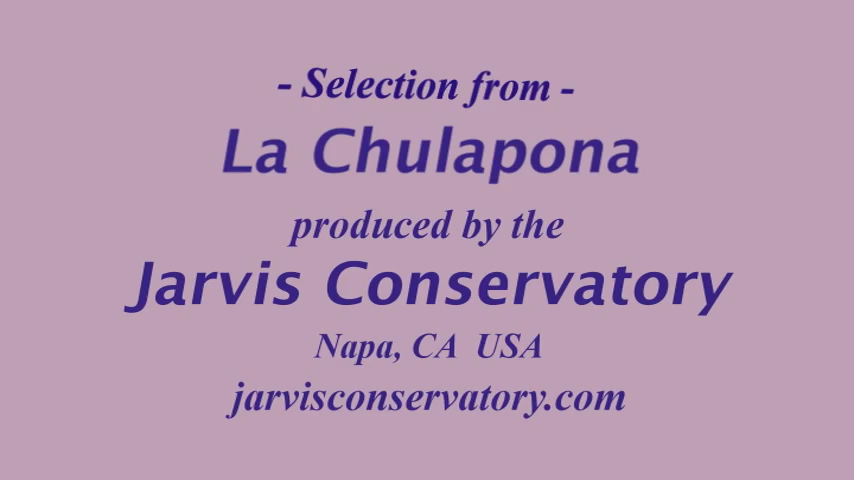 - Selection from -
La Chulapona
produced by the
Jarvis Conservatory
Napa, CA USA
jarvisconservatory.com